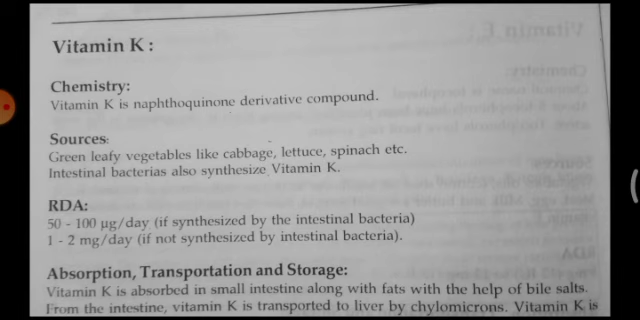 Vitamin K :
Chemistry:
Vitamin K is naphthoquinone derivative compound.
Sources:
Green leafy vegetables like cabbage, lettuce, spinach etc.
Intestinal bacterias also synthesize Vitamin K.
RDA:
50 - 100 µg/day (if synthesized by the intestinal bacteria)
1 - 2 mg/day (if not synthesized by intestinal bacteria).
Absorption, Transportation and Storage:
Vitamin K is absorbed in small intestine along with fats with the help of bile salts.
From the intestine, vitamin K is transported to liver by chylomicrons. Vitamin K is